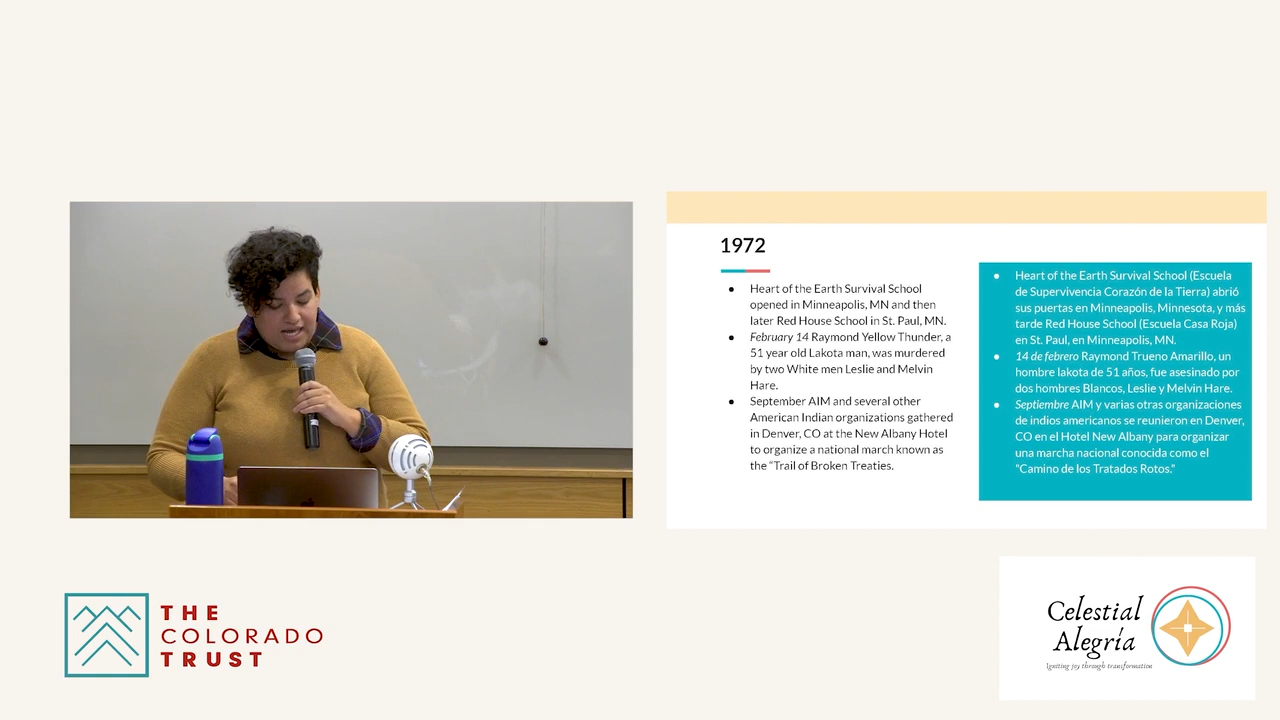 1972
● Heart of the Earth Survival School
opened in Minneapolis, MN and then
later Red House School in St. Paul, MN.
● February 14 Raymond Yellow Thunder, a
51 year old Lakota man, was murdered
by two White men Leslie and Melvin
Hare.
● September AIM and several other
American Indian organizations gathered
in Denver, CO at the New Albany Hotel
to organize a national march known as
the “Trail of Broken Treaties.
● Heart of the Earth Survival School (Escuela
de Supervivencia Corazón de la Tierra) abrió
sus puertas en Minneapolis, Minnesota, y más
tarde Red House School (Escuela Casa Roja)
en St. Paul, en Minneapolis, MN.
● 14 de febrero Raymond Trueno Amarillo, un
hombre lakota de 51 años, fue asesinado por
dos hombres Blancos, Leslie y Melvin Hare.
● Septiembre AIM y varias otras organizaciones
de indios americanos se reunieron en Denver,
CO en el Hotel New Albany para organizar
una marcha nacional conocida como el
"Camino de los Tratados Rotos."
THE
COLORADO
TRUST
Celestial
Alegría
Igniting joy through transformation